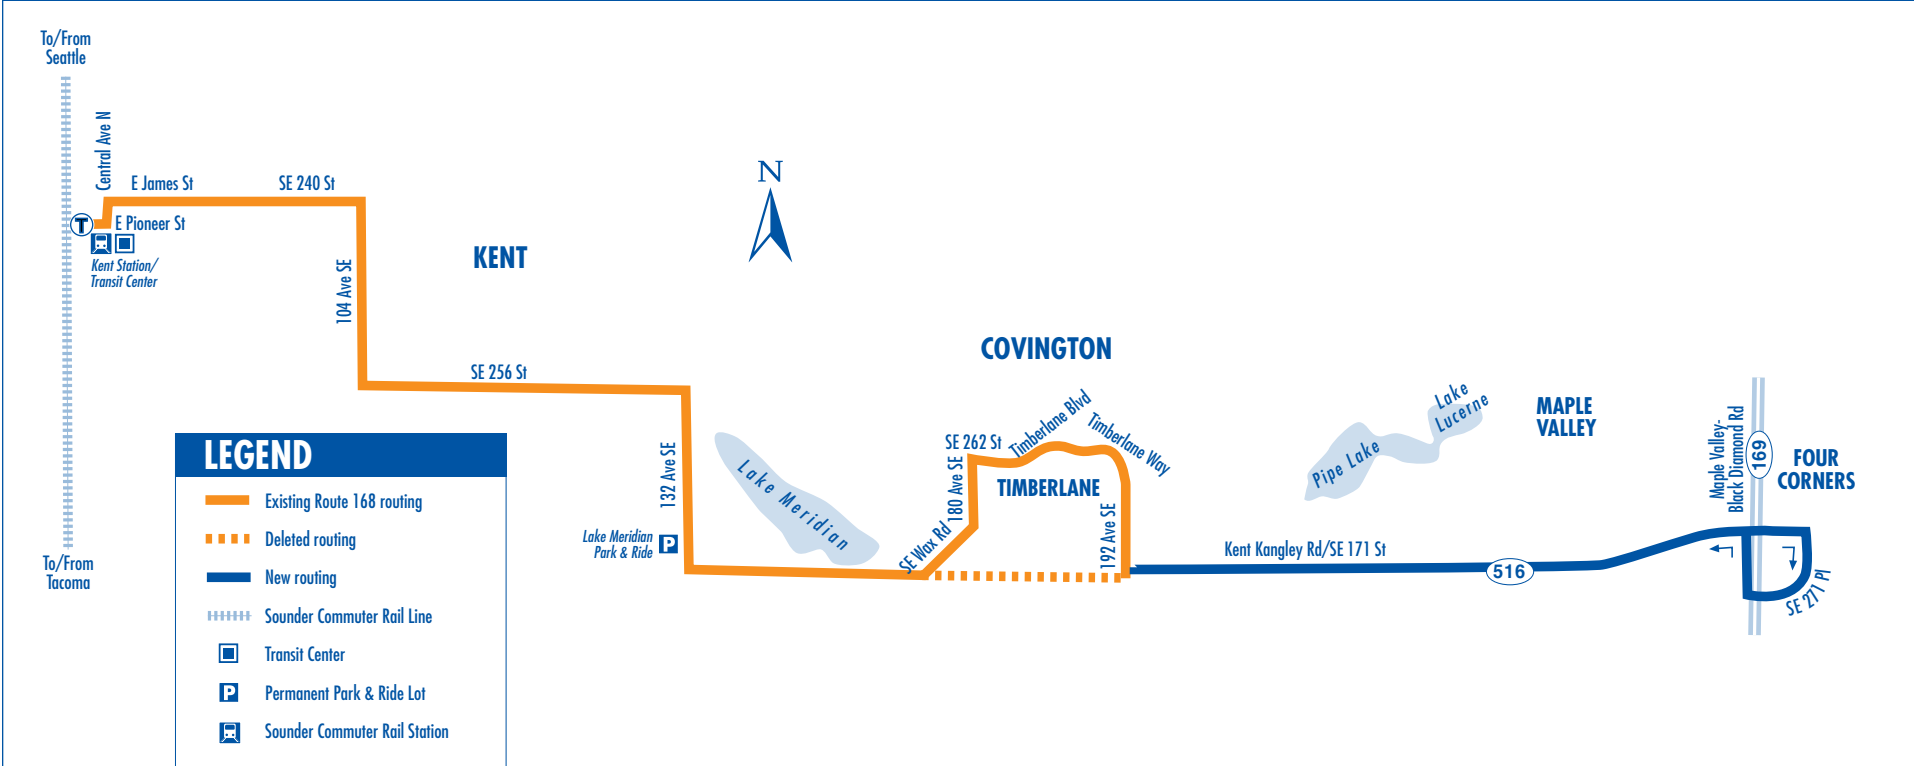 To/From
Seattle
Central Ave N
E James St
SE 240 St
T
E Pioneer St
Kent Station/
Transit Center
104 Ave SE
KENT
N
SE 256 St
COVINGTON
132 Ave SE
Lake Meridian
Lake Meridian
Park & Ride
P
SE Wax Rd
180 Ave SE
SE 262 St
Timberlane Blvd
Timberlane Way
TIMBERLANE
192 Ave SE
Pipe Lake
Lake
Lucerne
MAPLE
VALLEY
Maple Valley-
Black Diamond Rd
169
FOUR
CORNERS
Kent Kangley Rd/SE 171 St
516
SE 271 Pl
To/From
Tacoma
LEGEND
Existing Route 168 routing
Deleted routing
New routing
Sounder Commuter Rail Line
Transit Center
P
Permanent Park & Ride Lot
Sounder Commuter Rail Station